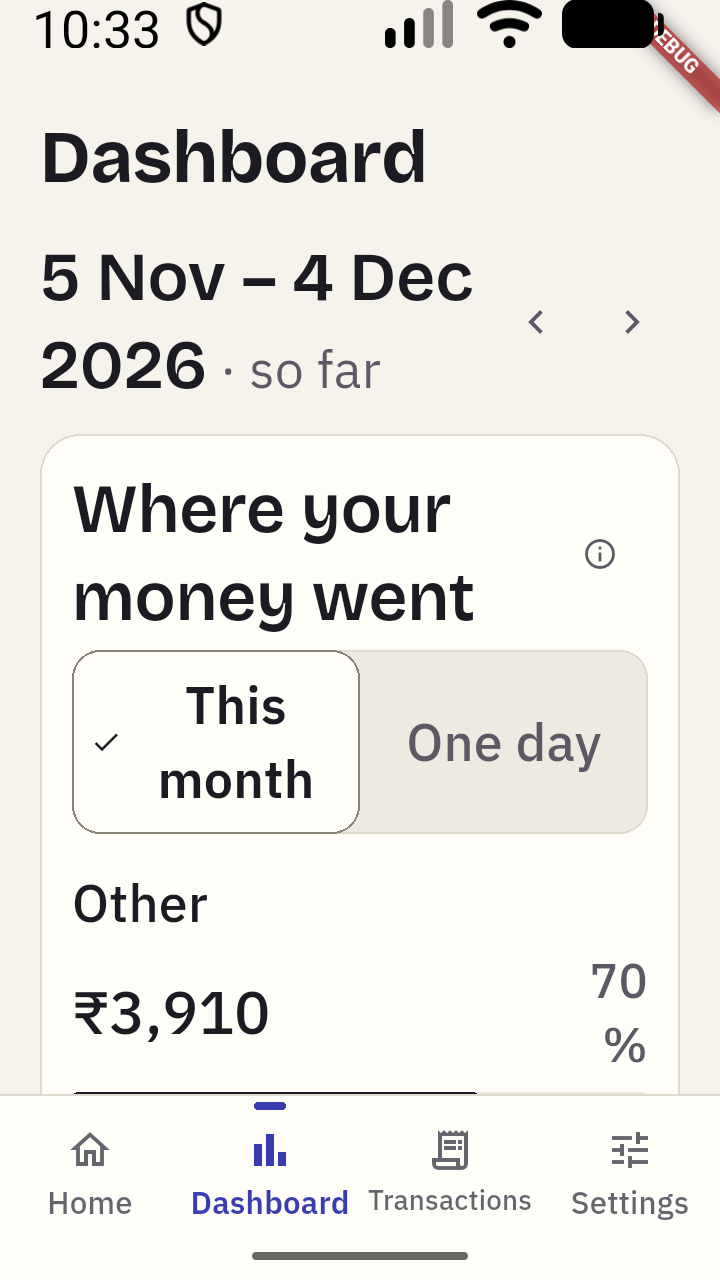 10:33
DEBUG
Dashboard
5 Nov – 4 Dec
2026 · so far
Where your
money went
This
month
One day
Other
₹3,910
70
%
Home
Dashboard
Transactions
Settings